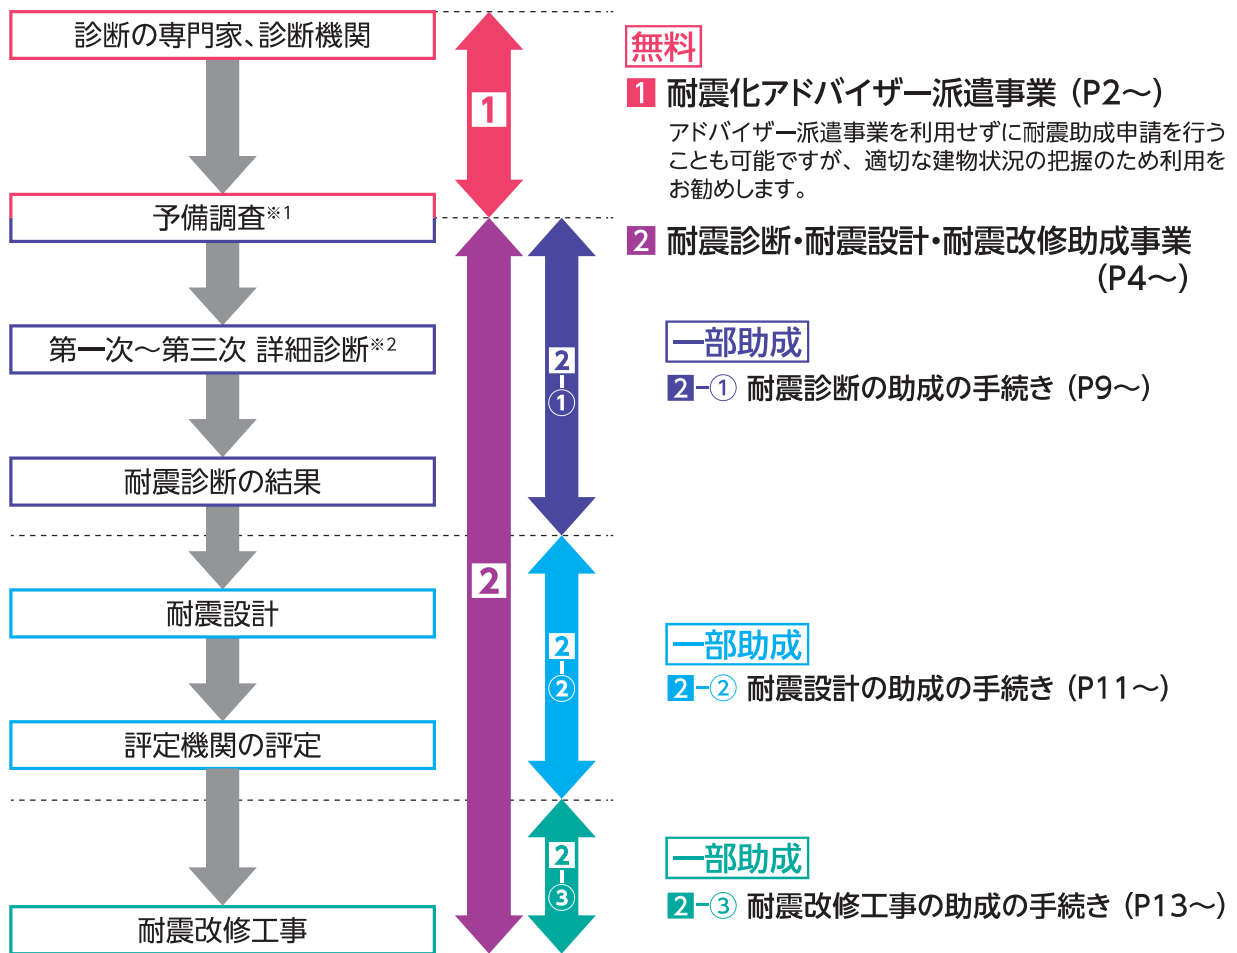 診断の専門家、診断機関
予備調査※1
第一次～第三次 詳細診断※2
耐震診断の結果
耐震設計
評定機関の評定
耐震改修工事
1
2
2-①
2-②
2-③
無料
1 耐震化アドバイザー派遣事業（P2～）
アドバイザー派遣事業を利用せずに耐震助成申請を行う
ことも可能ですが、適切な建物状況の把握のため利用を
お勧めします。
2 耐震診断・耐震設計・耐震改修助成事業
（P4～）
一部助成
2-① 耐震診断の助成の手続き（P9～）
一部助成
2-② 耐震設計の助成の手続き（P11～）
一部助成
2-③ 耐震改修工事の助成の手続き（P13～）